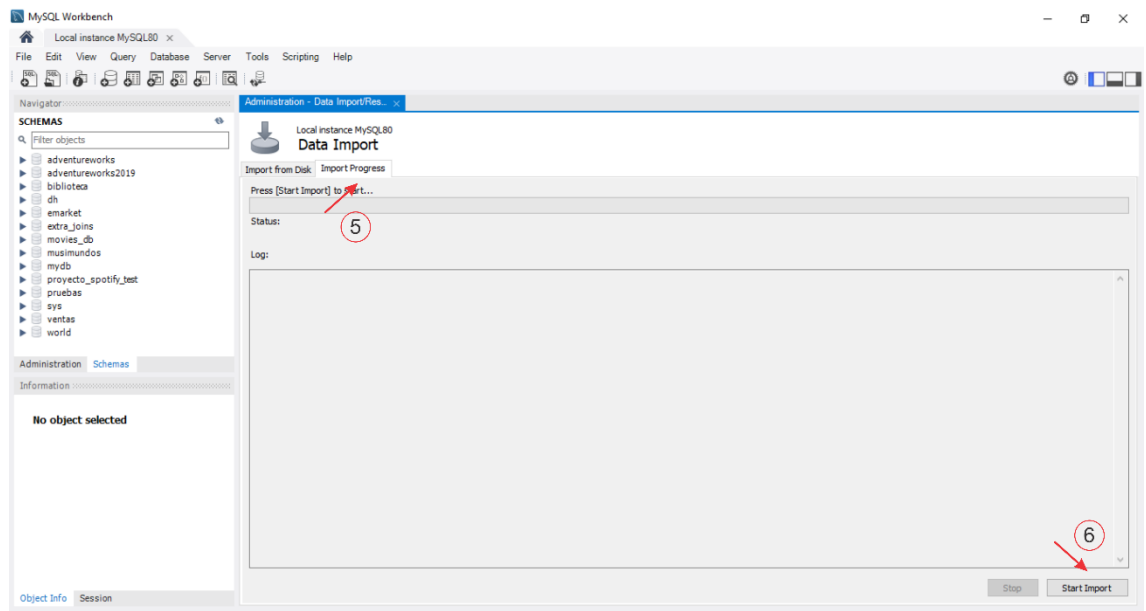 MySQL Workbench
Local instance MySQL80
File Edit View Query Database Server Tools Scripting Help
Navigator
SCHEMAS
Filter objects
adventureworks
adventureworks2019
biblioteca
dh
emarket
extra_joins
movies_db
musimundos
mydb
proyecto_spotify_test
pruebas
sys
ventas
world
Administration Schemas
Information
No object selected
Object Info Session
Administration - Data Import/Res...
Local instance MySQL80
Data Import
Import from Disk Import Progress
Press [Start Import] to start...
5
Status:
Log:
6
Stop Start Import